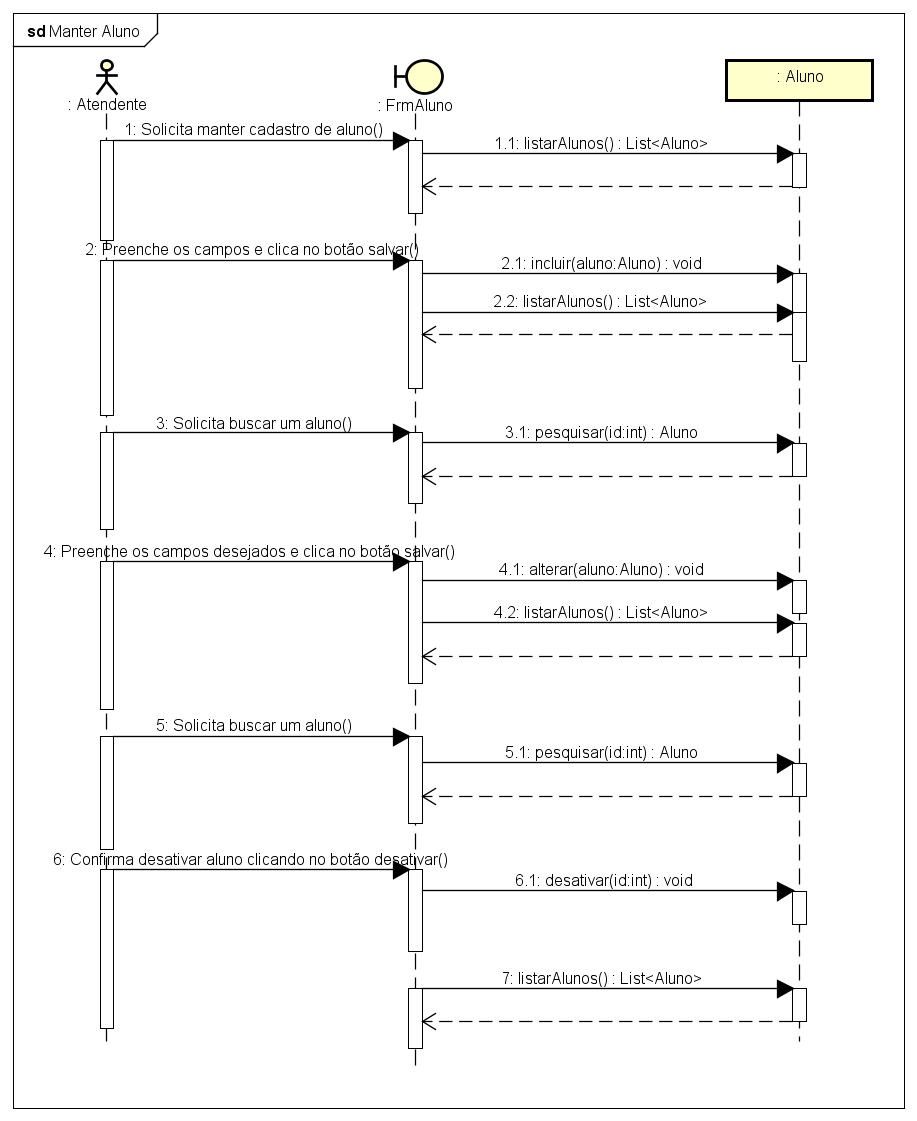 sd Manter Aluno
: Atendente
: FrmAluno
: Aluno
1: Solicita manter cadastro de aluno()
1.1: listarAlunos() : List<Aluno>
2: Preenche os campos e clica no botão salvar()
2.1: incluir(aluno:Aluno) : void
2.2: listarAlunos() : List<Aluno>
3: Solicita buscar um aluno()
3.1: pesquisar(id:int) : Aluno
4: Preenche os campos desejados e clica no botão salvar()
4.1: alterar(aluno:Aluno) : void
4.2: listarAlunos() : List<Aluno>
5: Solicita buscar um aluno()
5.1: pesquisar(id:int) : Aluno
6: Confirma desativar aluno clicando no botão desativar()
6.1: desativar(id:int) : void
7: listarAlunos() : List<Aluno>